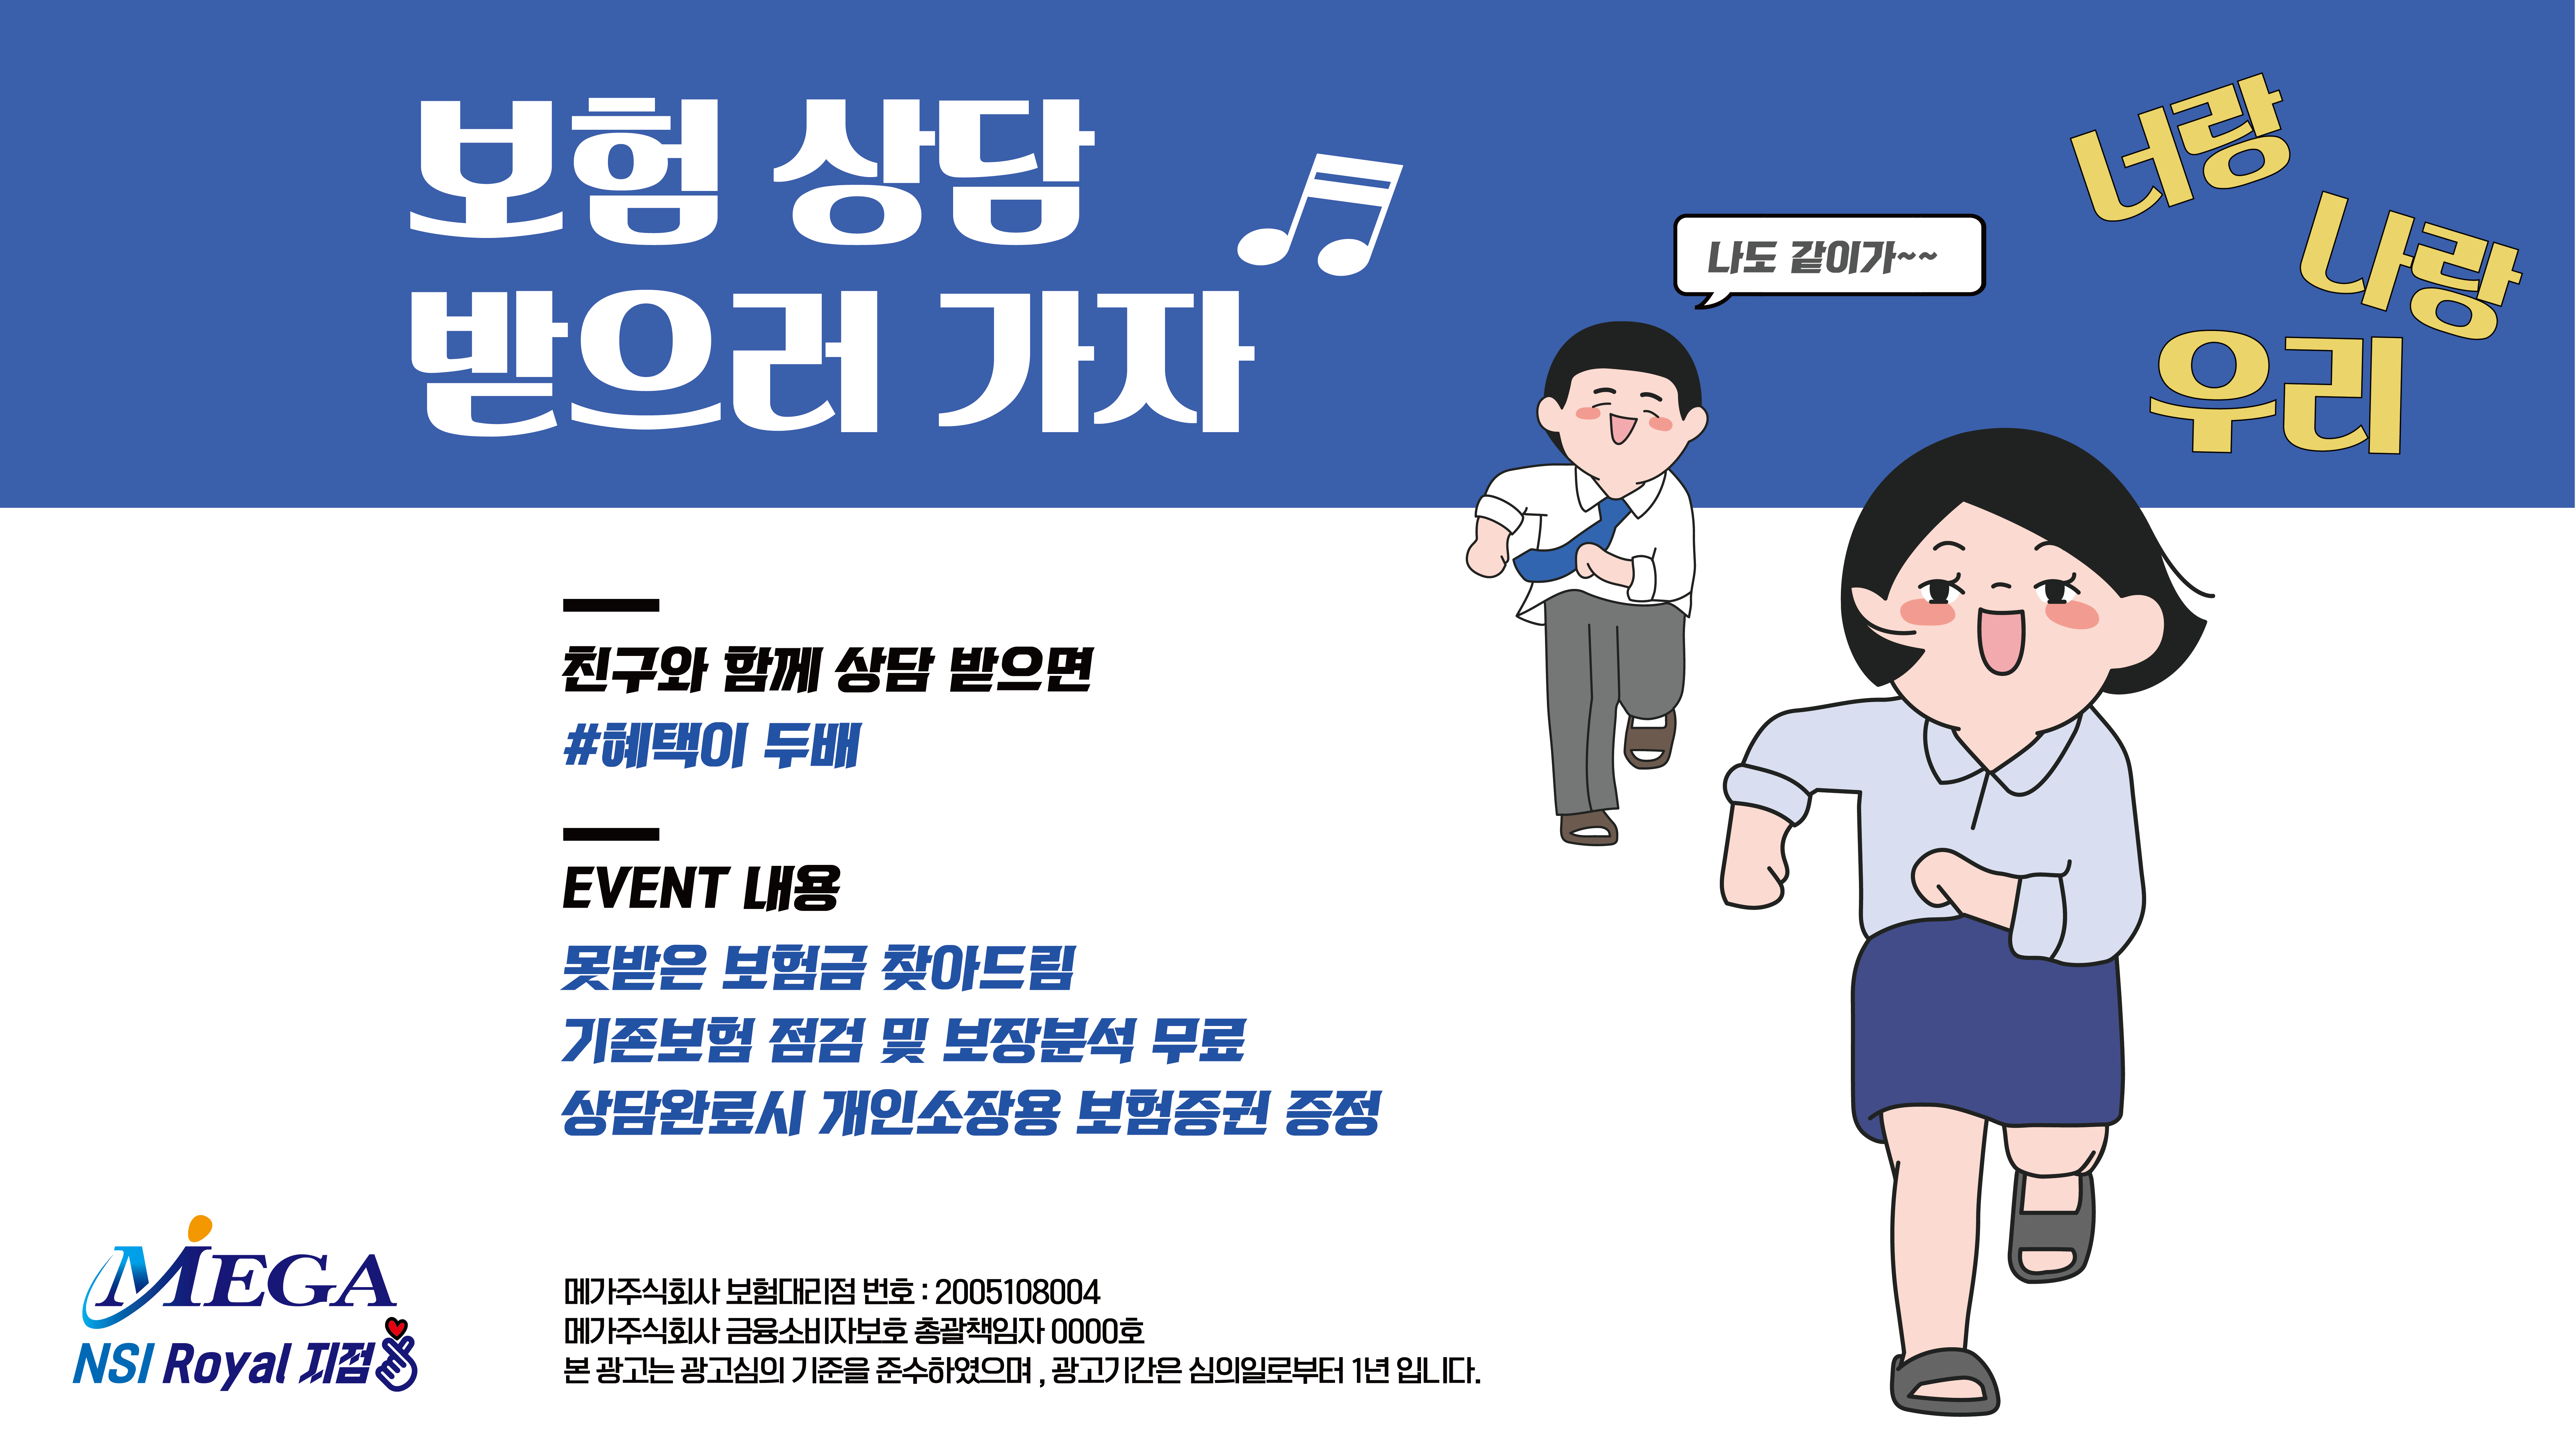 보험 상담
받으러 가자
너랑
나랑
우리
나도 같이가~~
친구와 함께 상담 받으면
#혜택이 두배
EVENT 내용
못받은 보험금 찾아드림
기존보험 점검 및 보장분석 무료
상담완료시 개인소장용 보험증권 증정
MEGA
NSI Royal 지점
메가주식회사 보험대리점 번호 : 2005108004
메가주식회사 금융소비자보호 총괄책임자 0000호
본 광고는 광고심의 기준을 준수하였으며 , 광고기간은 심의일로부터 1년 입니다.